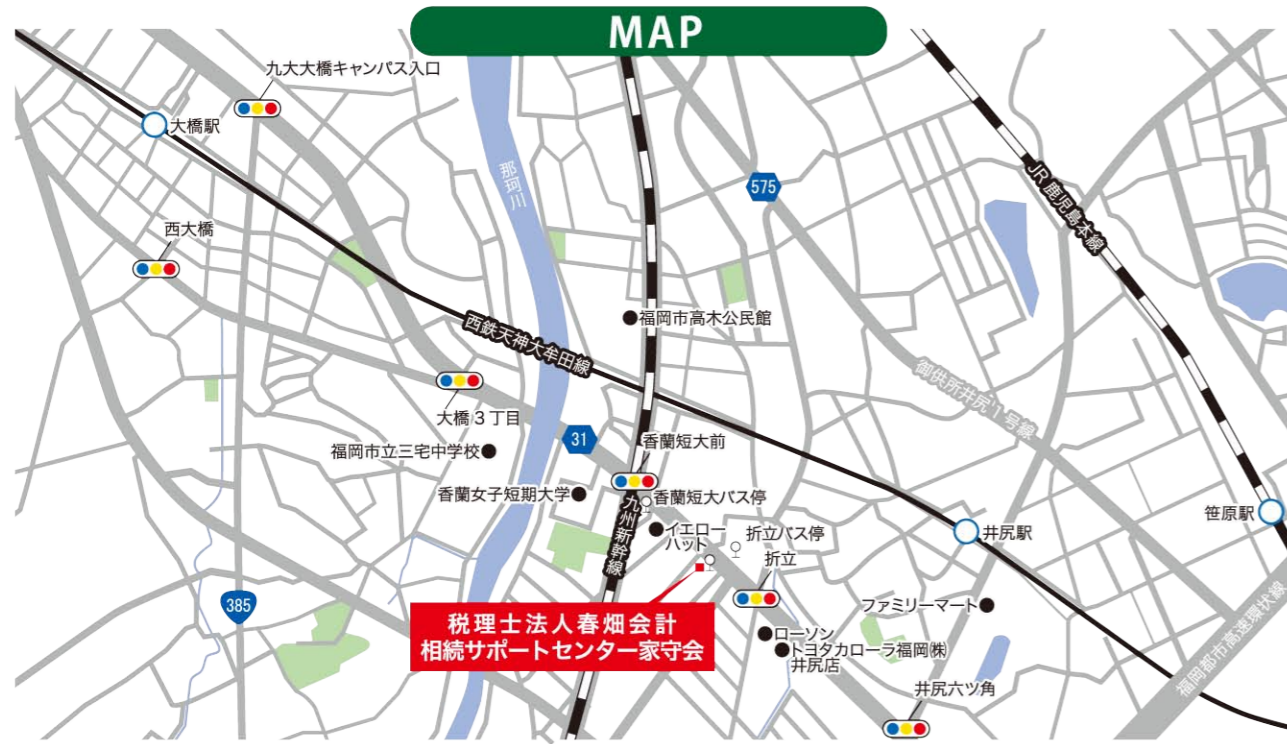 MAP
九大大橋キャンパス入口
大橋駅
那珂川
575
JR鹿児島本線
西大橋
福岡市高木公民館
西鉄天神大牟田線
御供所井尻1号線
大橋3丁目
31
香蘭短大前
福岡市立三宅中学校
香蘭女子短期大学
香蘭短大バス停
イエロー
ハット
九州新幹線
折立バス停
折立
井尻駅
笹原駅
385
税理士法人春畑会計
相続サポートセンター家守会
ファミリーマート
ローソン
トヨタカローラ福岡㈱
井尻店
井尻六ツ角
福岡都市高速環状線